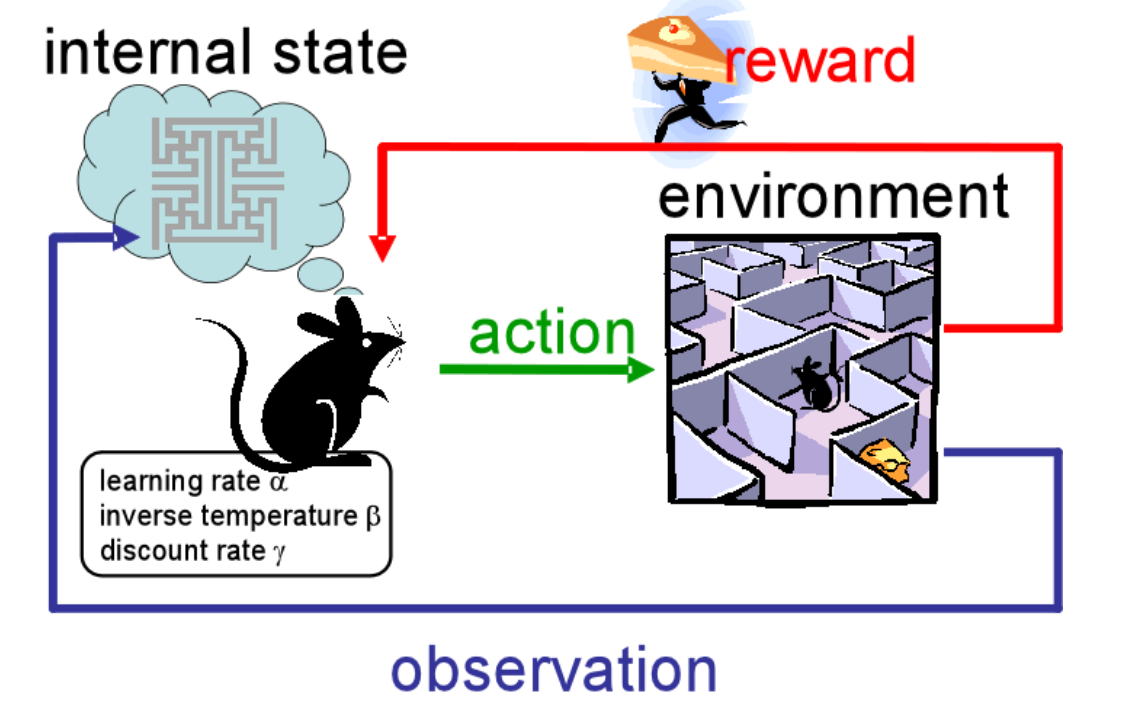 internal state
reward
environment
action
learning rate α
inverse temperature β
discount rate γ
observation